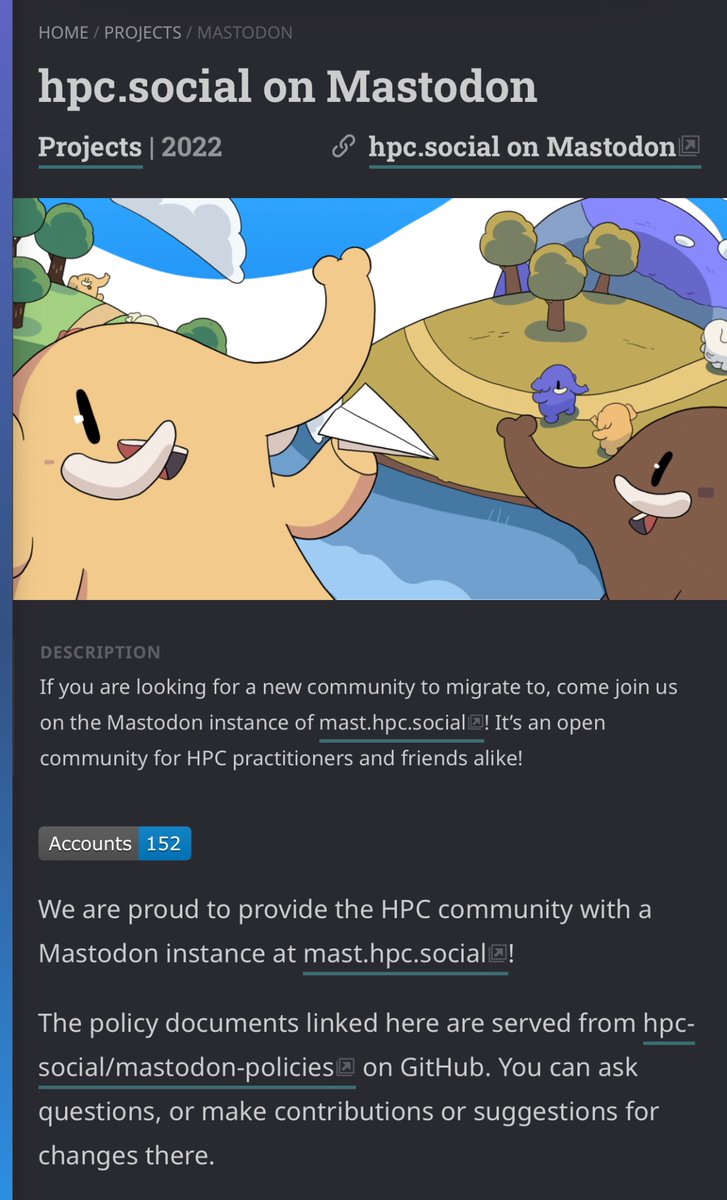 HOME / PROJECTS / MASTODON
hpc.social on Mastodon
Projects | 2022 hpc.social on Mastodon
DESCRIPTION
If you are looking for a new community to migrate to, come join us
on the Mastodon instance of mast.hpc.social! It’s an open
community for HPC practitioners and friends alike!
Accounts 152
We are proud to provide the HPC community with a
Mastodon instance at mast.hpc.social!
The policy documents linked here are served from hpc-
social/mastodon-policies on GitHub. You can ask
questions, or make contributions or suggestions for
changes there.